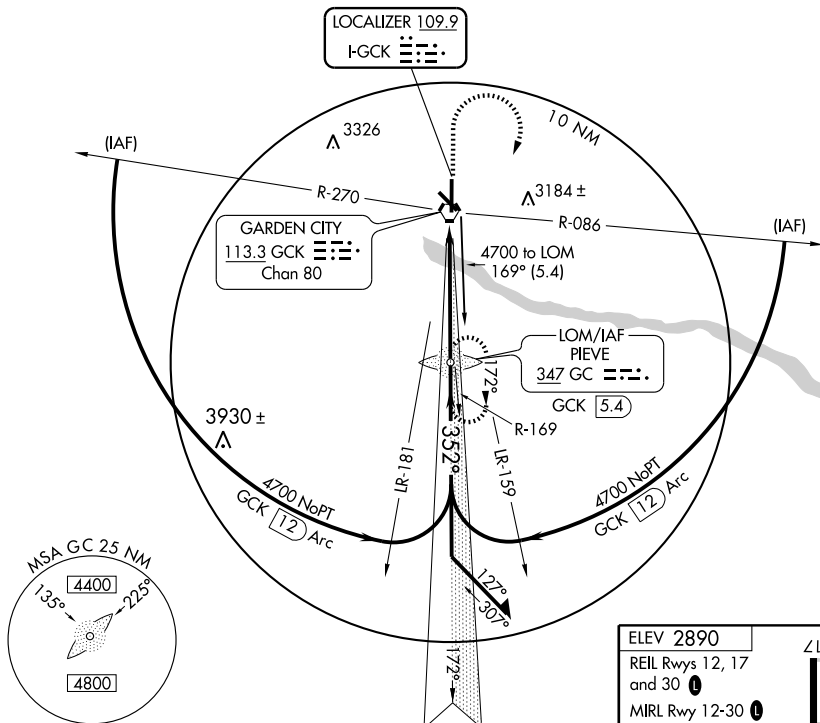 LOCALIZER 109.9
I-GCK
10 NM
(IAF)
3326
R-270
3184 ±
R-086
(IAF)
GARDEN CITY
113.3 GCK
Chan 80
4700 to LOM
169° (5.4)
LOM/IAF
PIEVE
347 GC
GCK 5.4
172°
R-169
3930 ±
352°
LR-181
LR-159
4700 NoPT
GCK 12 Arc
4700 NoPT
GCK 12 Arc
MSA GC 25 NM
4400
135°
225°
4800
127°
307°
172°
ELEV 2890
REIL Rwys 12, 17
and 30 L
MIRL Rwy 12-30 L
17